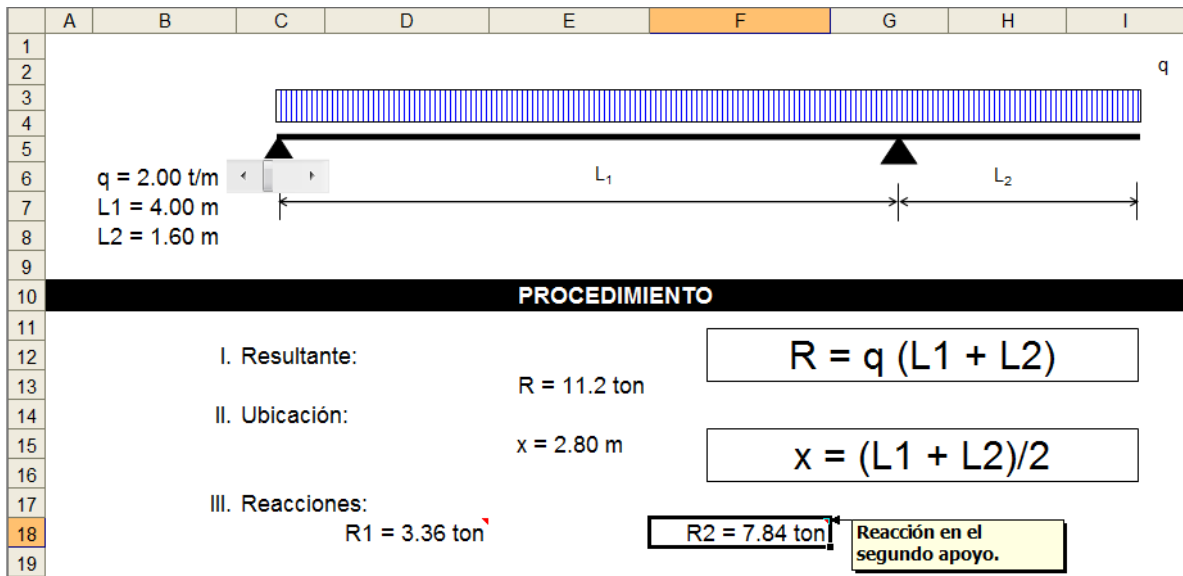 A B C D E F G H I
1
2 q
3
4
5
6 q = 2.00 t/m L₁ L₂
7 L1 = 4.00 m
8 L2 = 1.60 m
9
10 PROCEDIMIENTO
11
12 I. Resultante: R = q (L1 + L2)
13 R = 11.2 ton
14 II. Ubicación:
15 x = 2.80 m x = (L1 + L2)/2
16
17 III. Reacciones:
18 R1 = 3.36 ton R2 = 7.84 ton Reacción en el
19 segundo apoyo.